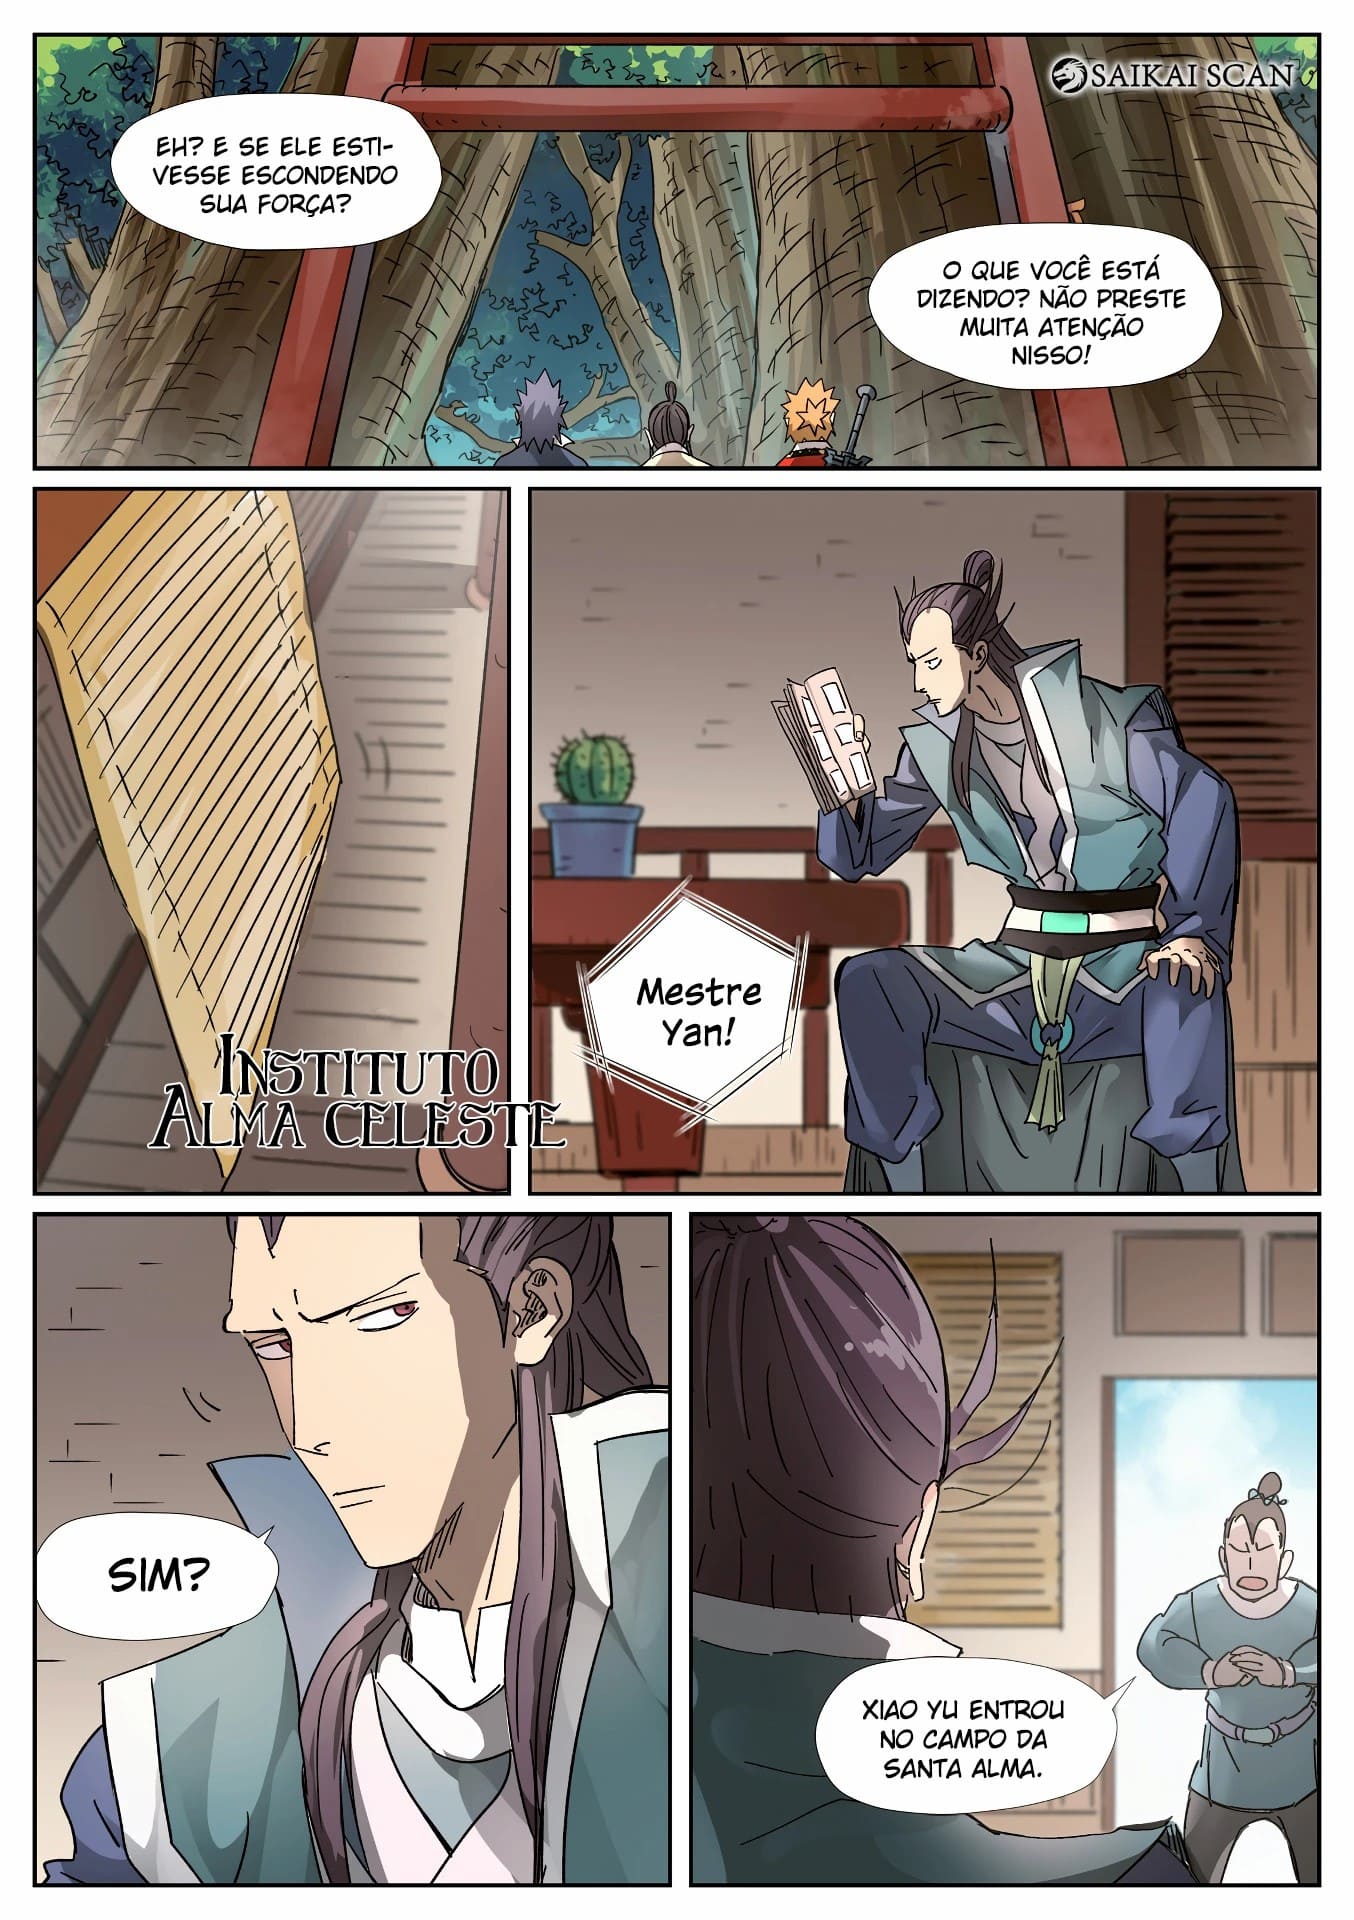 SAIKAI SCAN
EH? E SE ELE ESTI-
VESSE ESCONDENDO
SUA FORÇA?
O QUE VOCÊ ESTÁ
DIZENDO? NÃO PRESTE
MUITA ATENÇÃO
NISSO!
INSTITUTO
ALMA CELESTE
Mestre
Yan!
SIM?
XIAO YU ENTROU
NO CAMPO DA
SANTA ALMA.